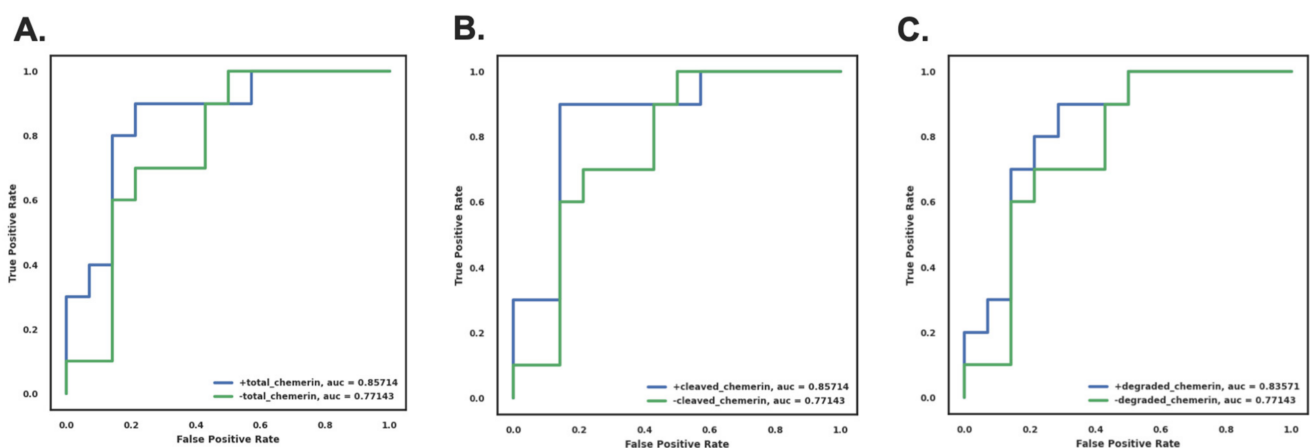 A.
1.0
0.8
0.6
0.4
0.2
0.0
True Positive Rate
+total_chemerin, auc = 0.85714
-total_chemerin, auc = 0.77143
0.0 0.2 0.4 0.6 0.8 1.0
False Positive Rate
B.
1.0
0.8
0.6
0.4
0.2
0.0
True Positive Rate
+cleaved_chemerin, auc = 0.85714
-cleaved_chemerin, auc = 0.77143
0.0 0.2 0.4 0.6 0.8 1.0
False Positive Rate
C.
1.0
0.8
0.6
0.4
0.2
0.0
True Positive Rate
+degraded_chemerin, auc = 0.83571
-degraded_chemerin, auc = 0.77143
0.0 0.2 0.4 0.6 0.8 1.0
False Positive Rate